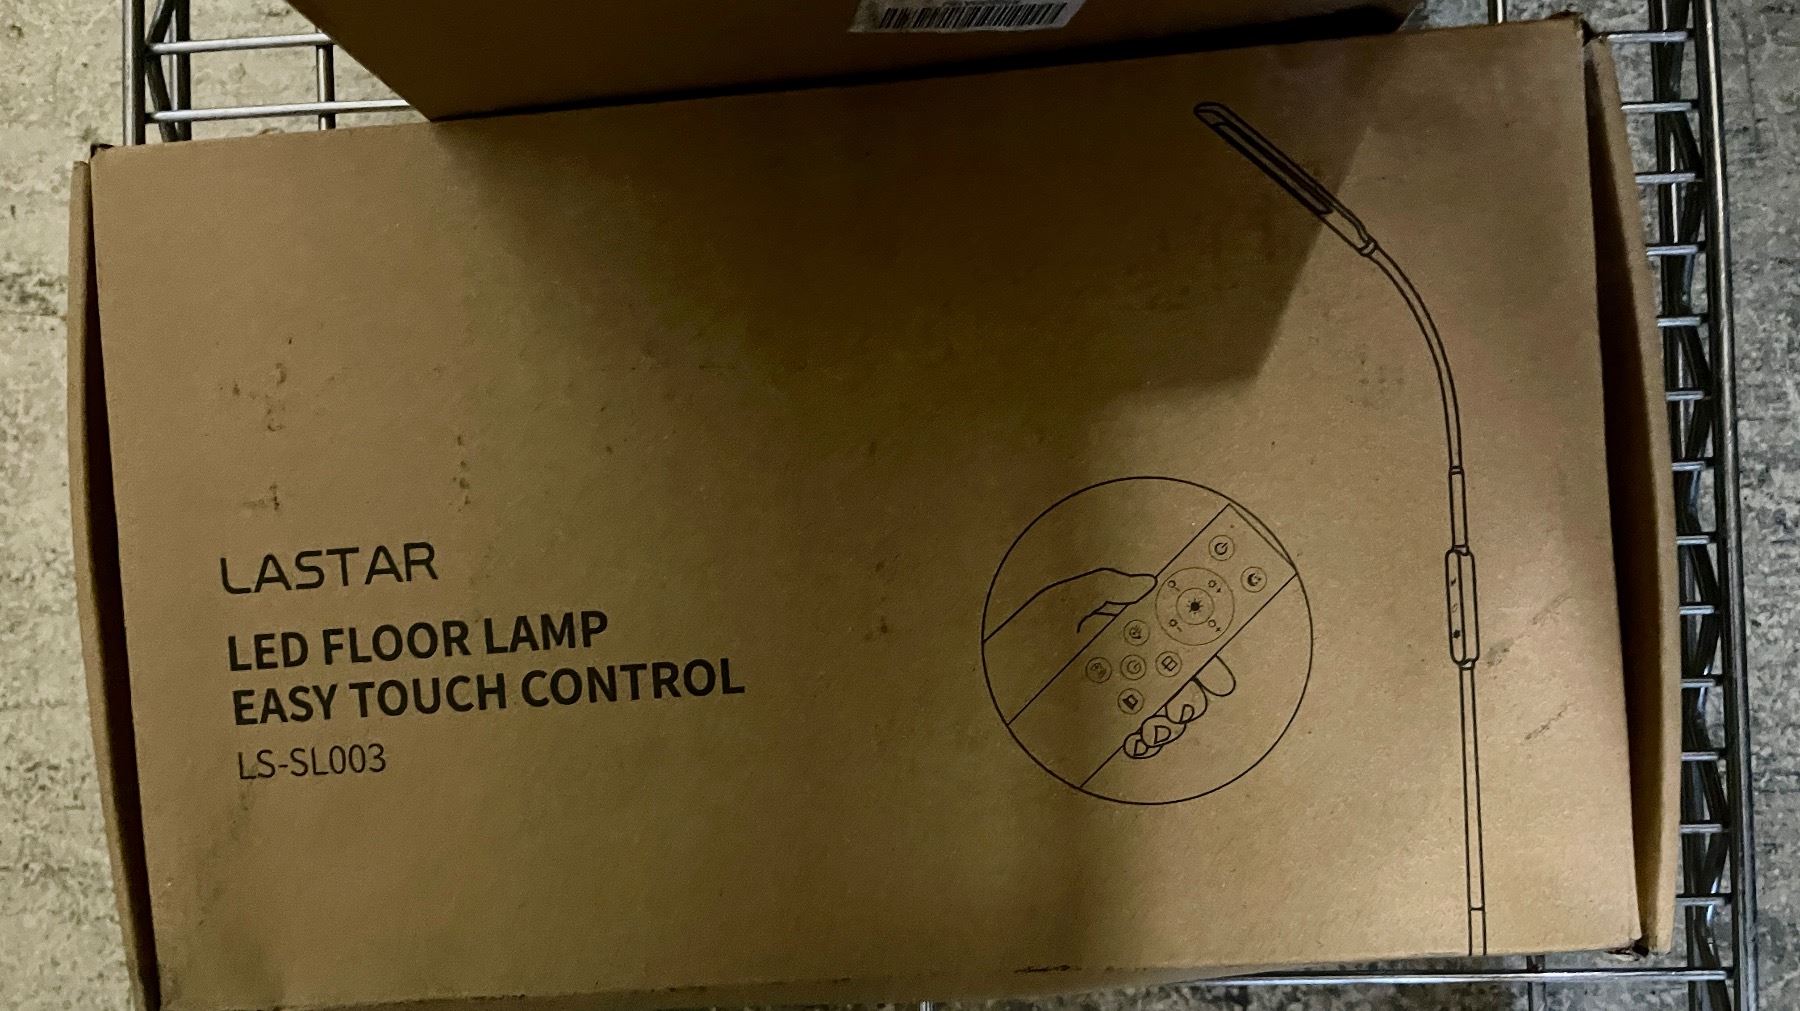 LASTAR
LED FLOOR LAMP
EASY TOUCH CONTROL
LS-SL003